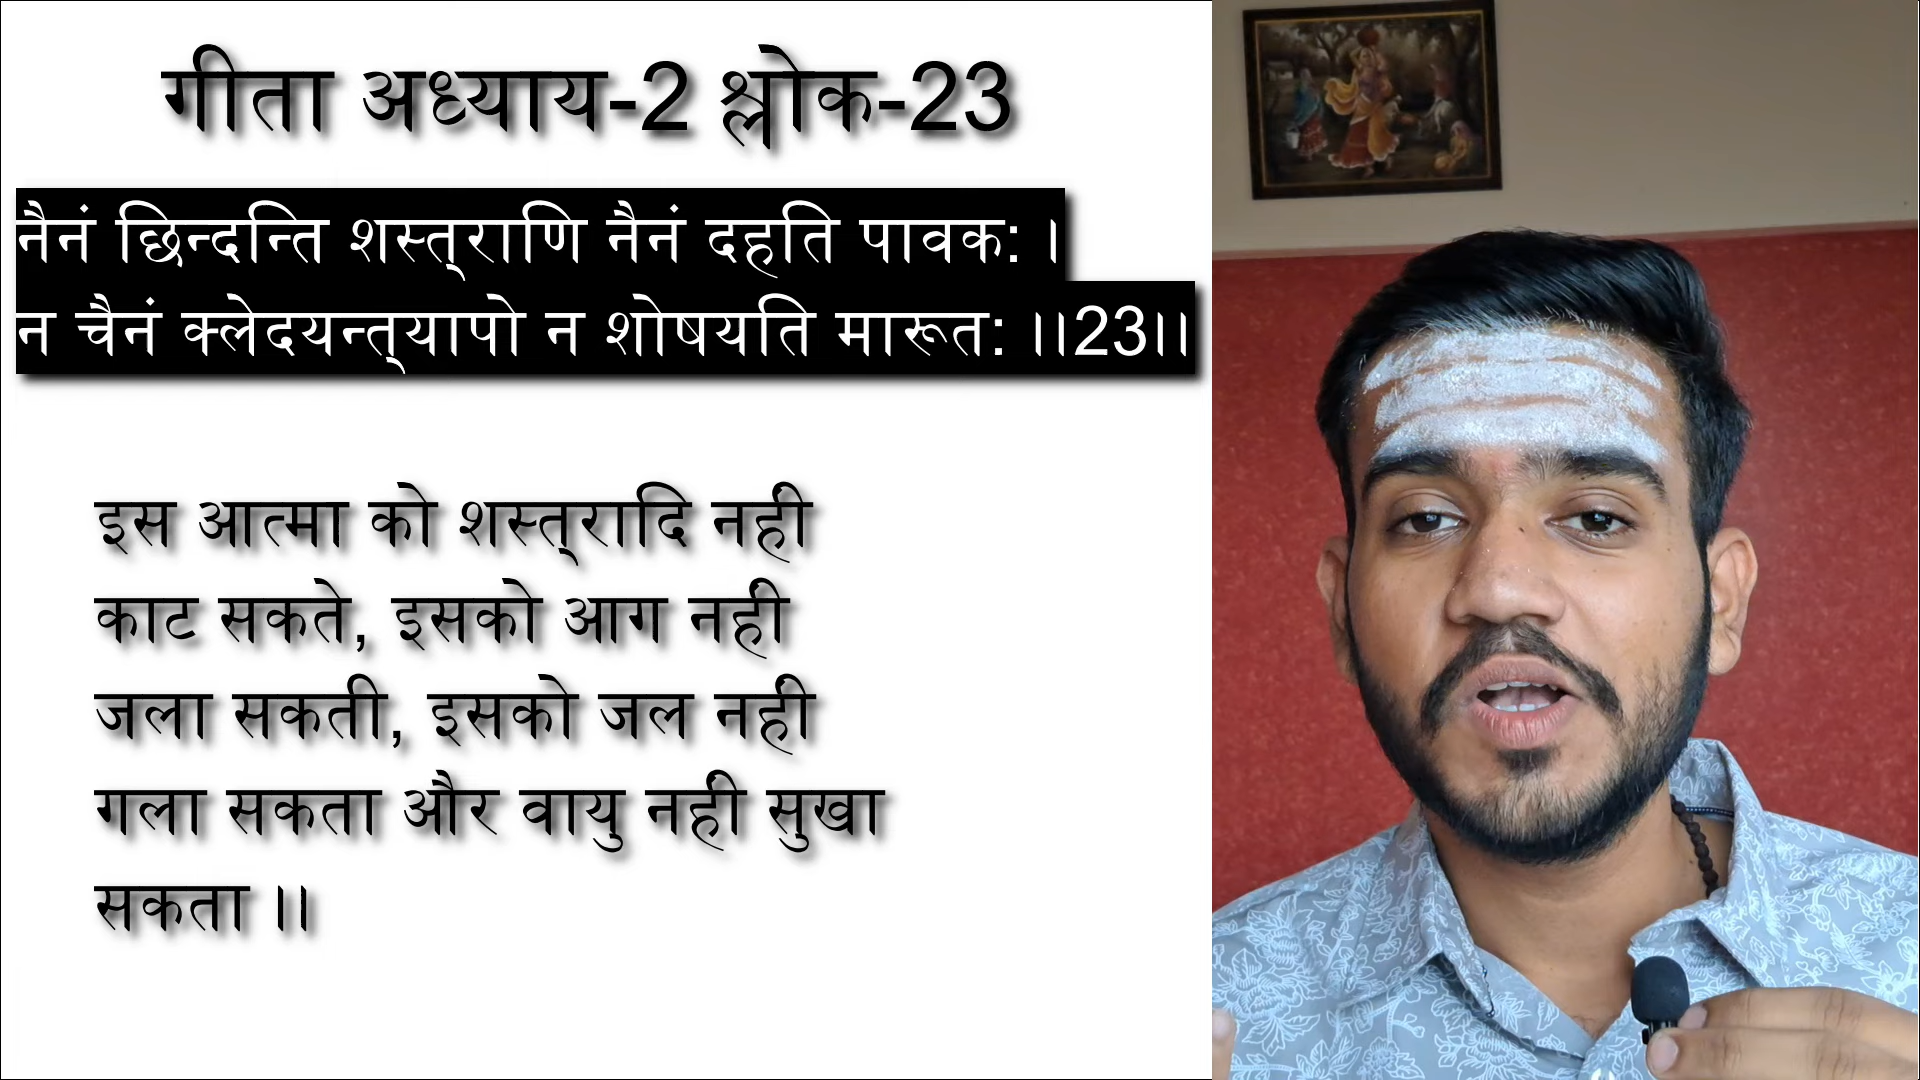 गीता अध्याय-2 श्लोक-23
नैनं छिन्दन्ति शस्त्‌राणि नैनं दहति पावक: ।
न चैनं क्लेदयन्त्‌यापो न शोषयति मारूत: ।।23।।
इस आत्मा को शस्त्‌रादि नही
काट सकते, इसको आग नही
जला सकती, इसको जल नही
गला सकता और वायु नही सुखा
सकता ।।